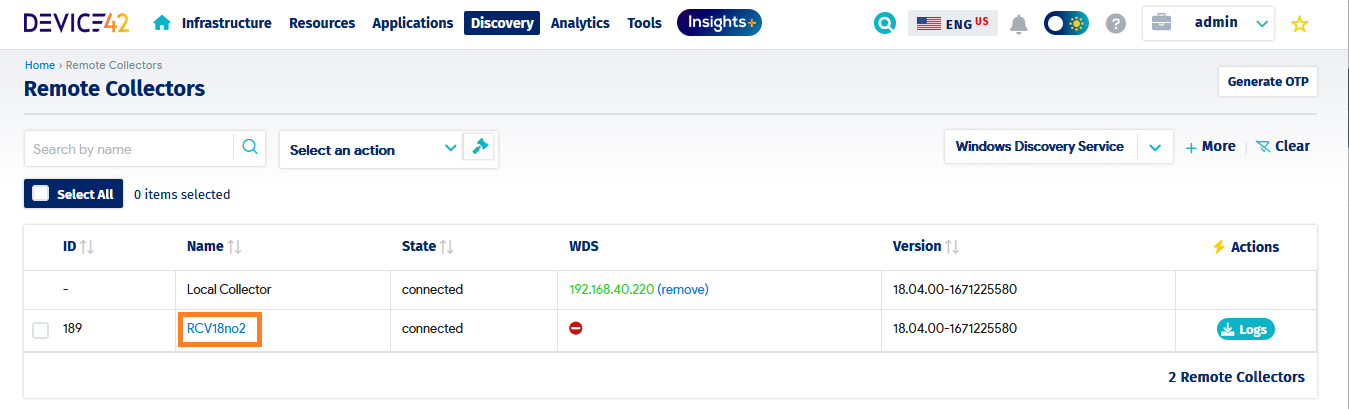 DEVICE42 Infrastructure Resources Applications Discovery Analytics Tools Insights+ ENG US ? admin
Home › Remote Collectors
Remote Collectors
Generate OTP
Search by name Select an action Windows Discovery Service + More Clear
Select All 0 items selected
ID Name State WDS Version Actions
- Local Collector connected 192.168.40.220 (remove) 18.04.00-1671225580
189 RCV18no2 connected 18.04.00-1671225580 Logs
2 Remote Collectors